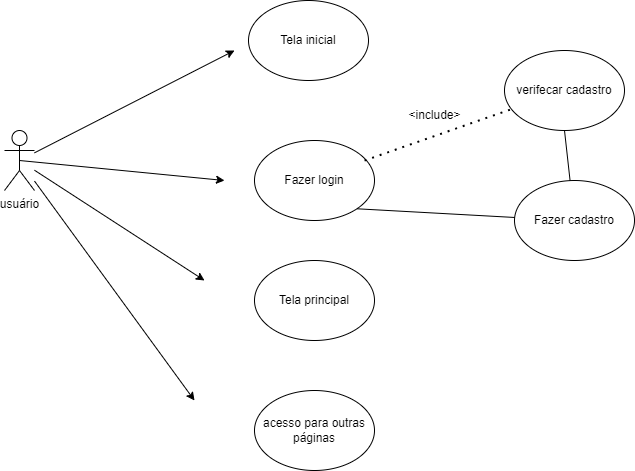 Tela inicial
verifecar cadastro
<include>
Fazer login
usuário
Fazer cadastro
Tela principal
acesso para outras
páginas